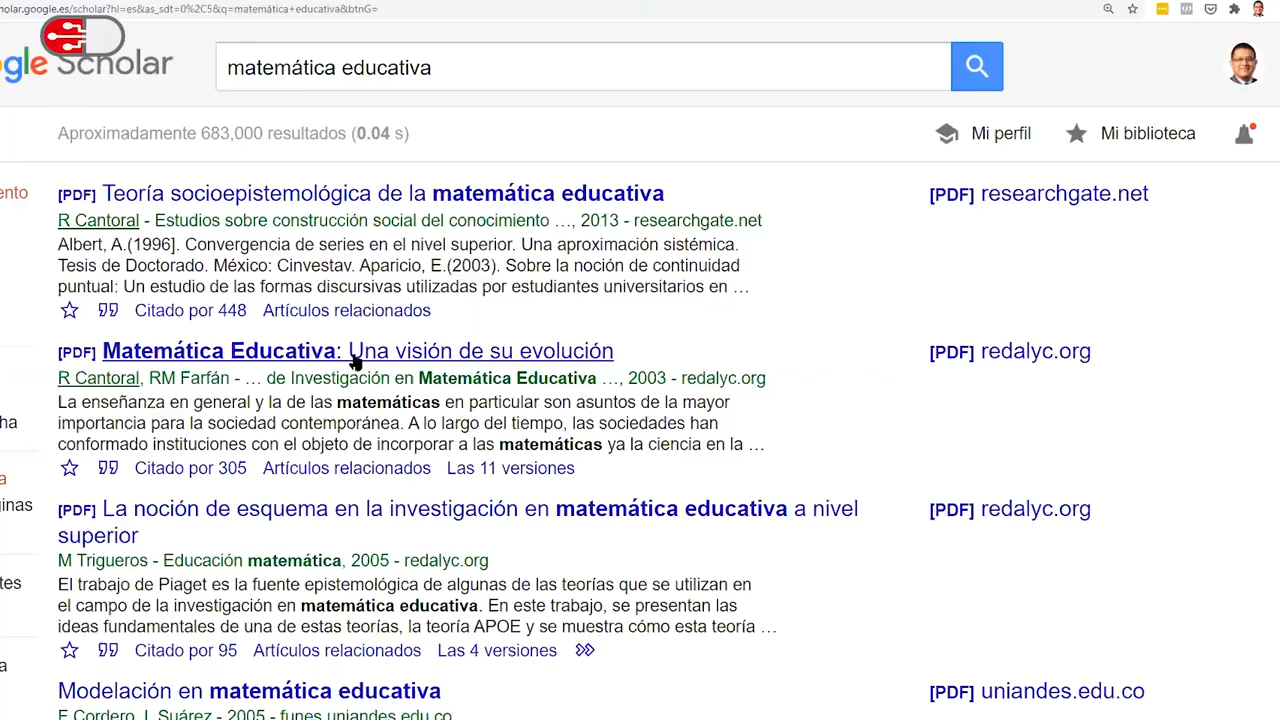 holar.google.es/scholar?hl=es&as_sdt=0%2C5&q=matemática+educativa&btnG=
gle Scholar
matemática educativa
Aproximadamente 683,000 resultados (0.04 s)
Mi perfil
Mi biblioteca
ento
[PDF] Teoría socioepistemológica de la matemática educativa
[PDF] researchgate.net
R Cantoral - Estudios sobre construcción social del conocimiento …, 2013 - researchgate.net
Albert, A.(1996]. Convergencia de series en el nivel superior. Una aproximación sistémica.
Tesis de Doctorado. México: Cinvestav. Aparicio, E.(2003). Sobre la noción de continuidad
puntual: Un estudio de las formas discursivas utilizadas por estudiantes universitarios en …
Citado por 448 Artículos relacionados
[PDF] Matemática Educativa: Una visión de su evolución
[PDF] redalyc.org
R Cantoral, RM Farfán - … de Investigación en Matemática Educativa …, 2003 - redalyc.org
La enseñanza en general y la de las matemáticas en particular son asuntos de la mayor
importancia para la sociedad contemporánea. A lo largo del tiempo, las sociedades han
ha
conformado instituciones con el objeto de incorporar a las matemáticas ya la ciencia en la …
Citado por 305 Artículos relacionados Las 11 versiones
a
ginas
[PDF] La noción de esquema en la investigación en matemática educativa a nivel
superior
[PDF] redalyc.org
M Trigueros - Educación matemática, 2005 - redalyc.org
tes
El trabajo de Piaget es la fuente epistemológica de algunas de las teorías que se utilizan en
el campo de la investigación en matemática educativa. En este trabajo, se presentan las
ideas fundamentales de una de estas teorías, la teoría APOE y se muestra cómo esta teoría …
Citado por 95 Artículos relacionados Las 4 versiones
a
Modelación en matemática educativa
[PDF] uniandes.edu.co
F Cordero, L Suárez - 2005 - funes.uniandes.edu.co